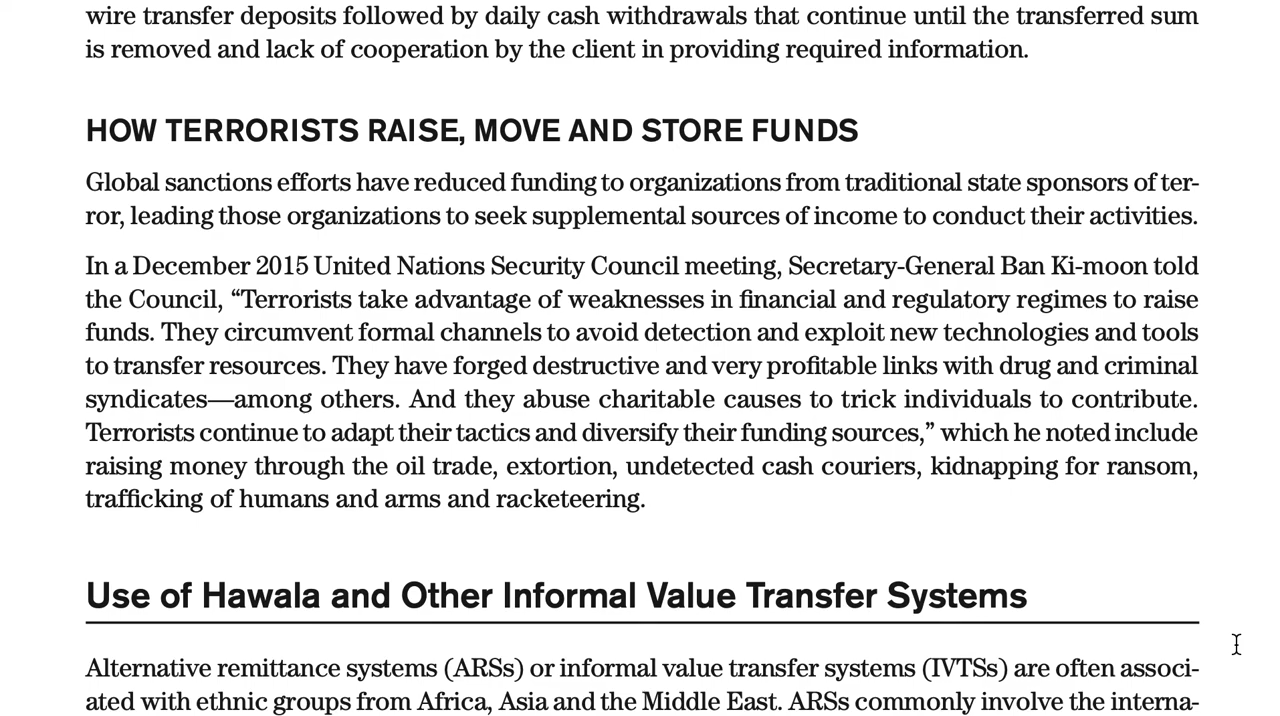 wire transfer deposits followed by daily cash withdrawals that continue until the transferred sum
is removed and lack of cooperation by the client in providing required information.
HOW TERRORISTS RAISE, MOVE AND STORE FUNDS
Global sanctions efforts have reduced funding to organizations from traditional state sponsors of ter-
ror, leading those organizations to seek supplemental sources of income to conduct their activities.
In a December 2015 United Nations Security Council meeting, Secretary-General Ban Ki-moon told
the Council, “Terrorists take advantage of weaknesses in financial and regulatory regimes to raise
funds. They circumvent formal channels to avoid detection and exploit new technologies and tools
to transfer resources. They have forged destructive and very profitable links with drug and criminal
syndicates—among others. And they abuse charitable causes to trick individuals to contribute.
Terrorists continue to adapt their tactics and diversify their funding sources,” which he noted include
raising money through the oil trade, extortion, undetected cash couriers, kidnapping for ransom,
trafficking of humans and arms and racketeering.
Use of Hawala and Other Informal Value Transfer Systems
Alternative remittance systems (ARSs) or informal value transfer systems (IVTSs) are often associ-
ated with ethnic groups from Africa, Asia and the Middle East. ARSs commonly involve the interna-